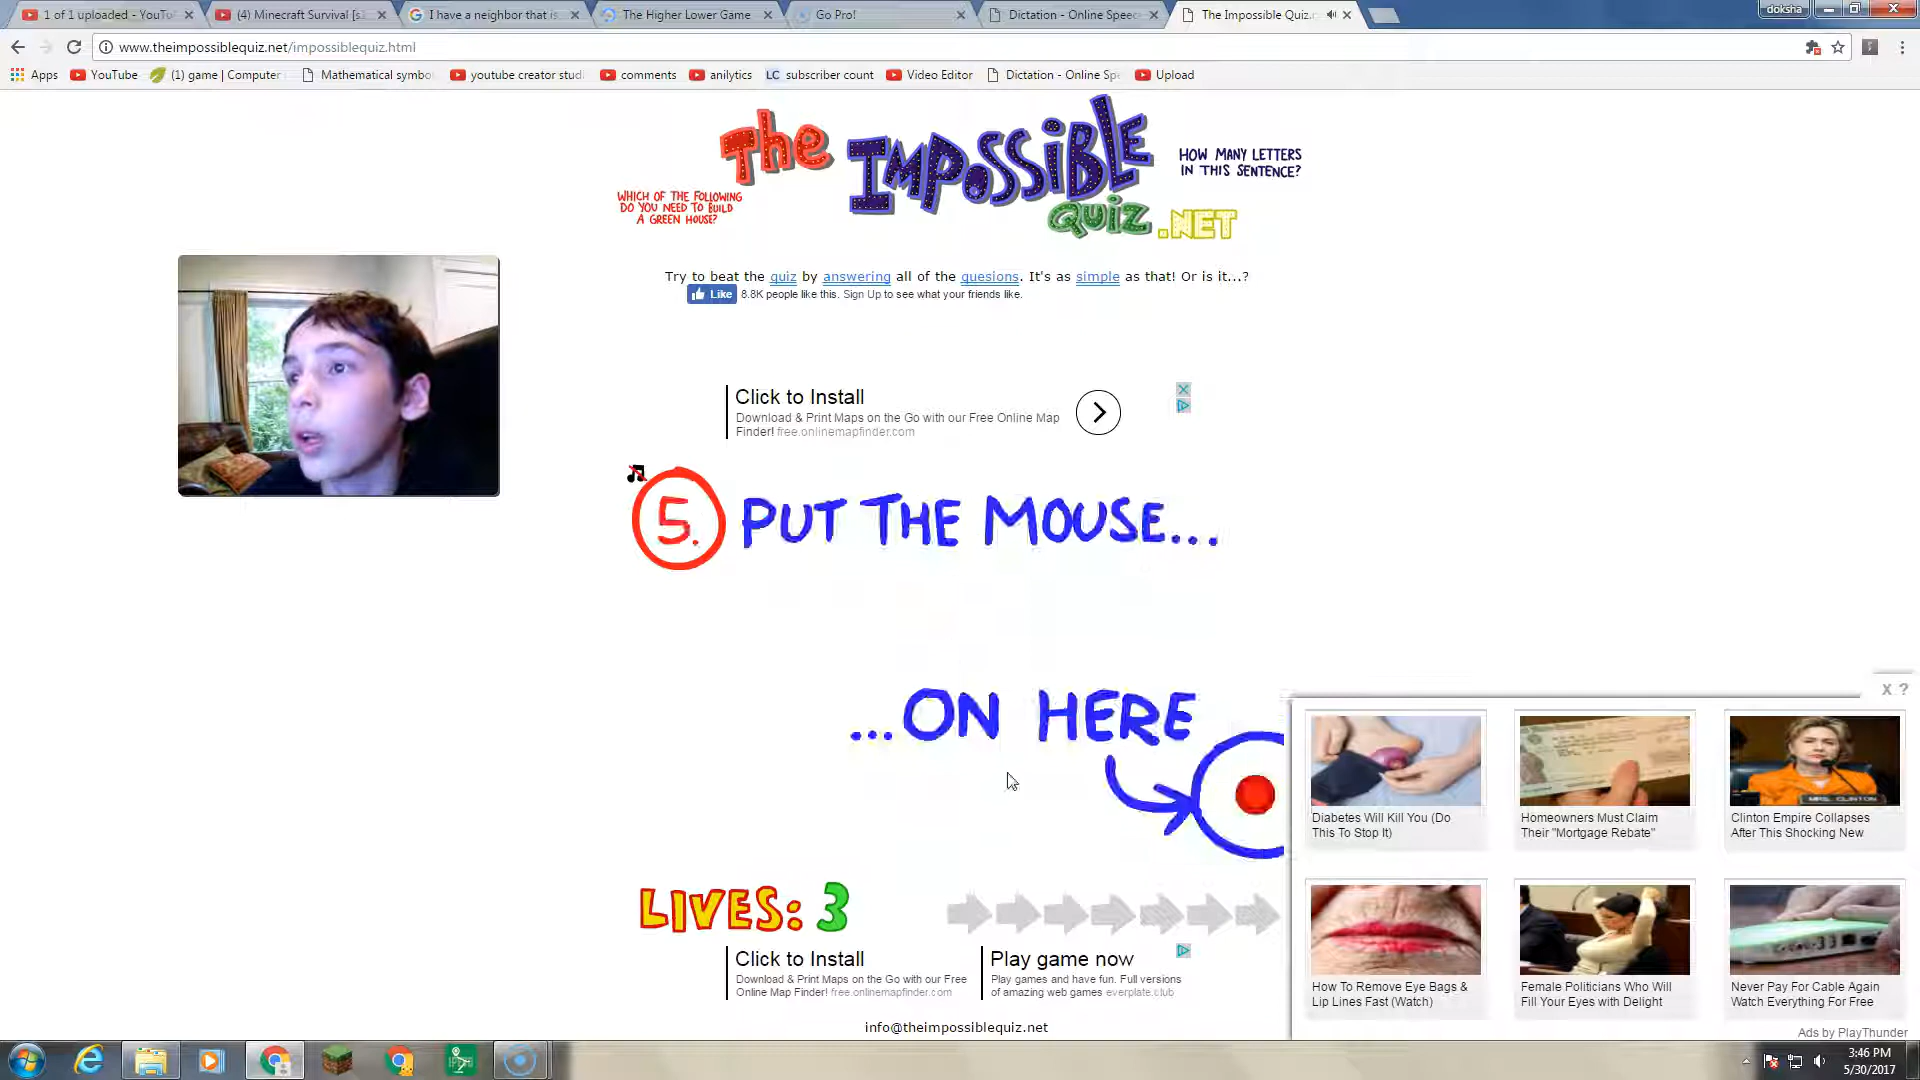 1 of 1 uploaded - YouTu
(4) Minecraft Survival [s1
I have a neighbor that is
The Higher Lower Game
Go Pro!
Dictation - Online Speec
The Impossible Quiz.n
doksha
www.theimpossiblequiz.net/impossiblequiz.html
Apps
YouTube
(1) game | Computer
Mathematical symbo
youtube creator studi
comments
anilytics
LC subscriber count
Video Editor
Dictation - Online Spe
Upload
The IMPOSSIBLE QUIZ.NET
WHICH OF THE FOLLOWING
DO YOU NEED TO BUILD
A GREEN HOUSE?
HOW MANY LETTERS
IN THIS SENTENCE?
Try to beat the quiz by answering all of the quesions. It's as simple as that! Or is it...?
Like 8.8K people like this. Sign Up to see what your friends like.
Click to Install
Download & Print Maps on the Go with our Free Online Map
Finder! free.onlinemapfinder.com
5. PUT THE MOUSE...
...ON HERE
LIVES: 3
X ?
Diabetes Will Kill You (Do
This To Stop It)
Homeowners Must Claim
Their "Mortgage Rebate"
MRS. CLINTON
Clinton Empire Collapses
After This Shocking New
How To Remove Eye Bags &
Lip Lines Fast (Watch)
Female Politicians Who Will
Fill Your Eyes with Delight
Never Pay For Cable Again
Watch Everything For Free
Ads by PlayThunder
Click to Install
Download & Print Maps on the Go with our Free
Online Map Finder! free.onlinemapfinder.com
Play game now
Play games and have fun. Full versions
of amazing web games everplate.club
info@theimpossiblequiz.net
3:46 PM
5/30/2017